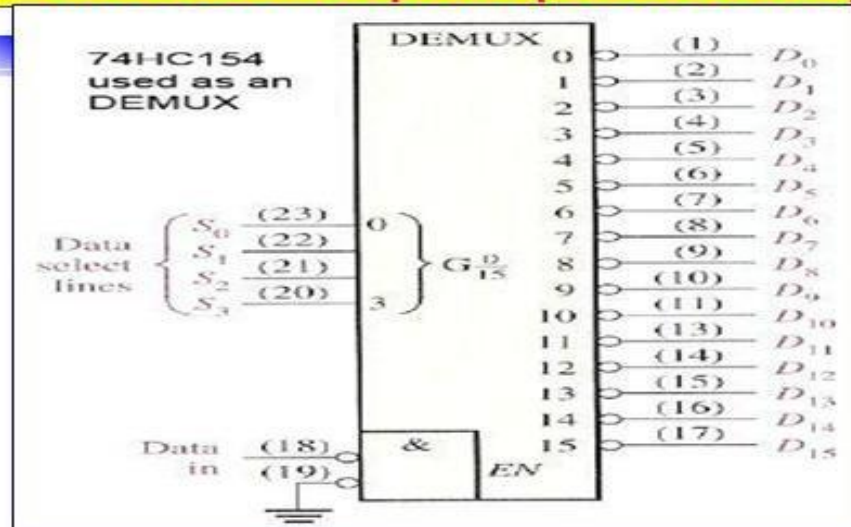 74HC154
used as an
DEMUX
DEMUX
0 (1) D0
1 (2) D1
2 (3) D2
3 (4) D3
4 (5) D4
5 (6) D5
6 (7) D6
7 (8) D7
8 (9) D8
9 (10) D9
10 (11) D10
11 (13) D11
12 (14) D12
13 (15) D13
14 (16) D14
15 (17) D15
Data
select
lines
S0 (23) 0
S1 (22)
S2 (21)
S3 (20) 3
G D/15
Data
in
(18)
(19)
&
EN